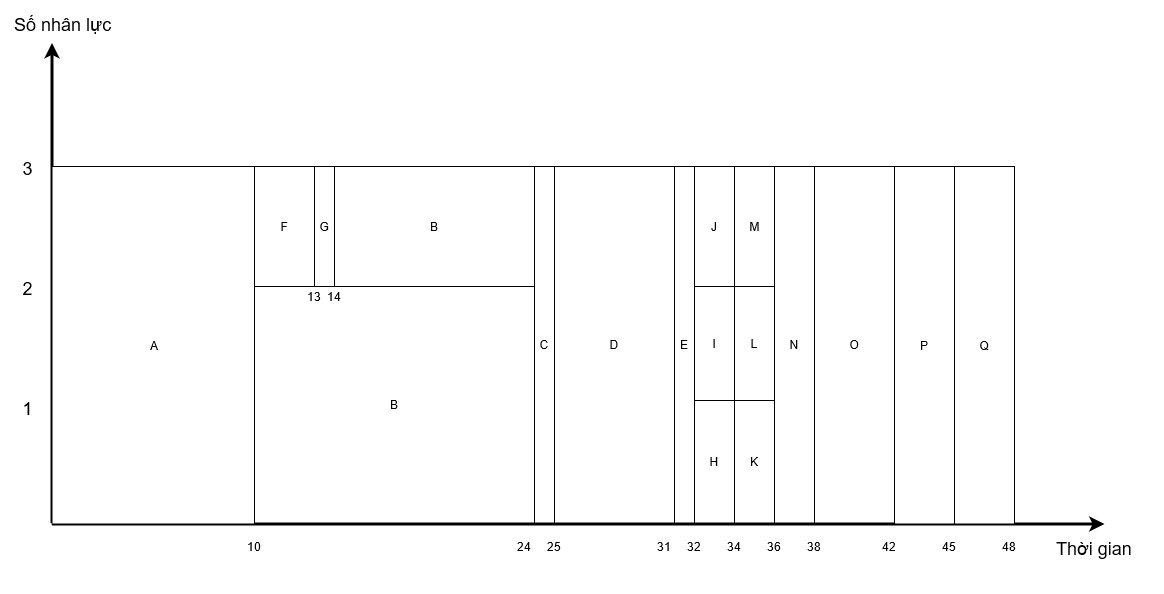 Số nhân lực
3
F G B J M
2
13 14
A C D E I L N O P Q
B
1
H K
10 24 25 31 32 34 36 38 42 45 48
Thời gian